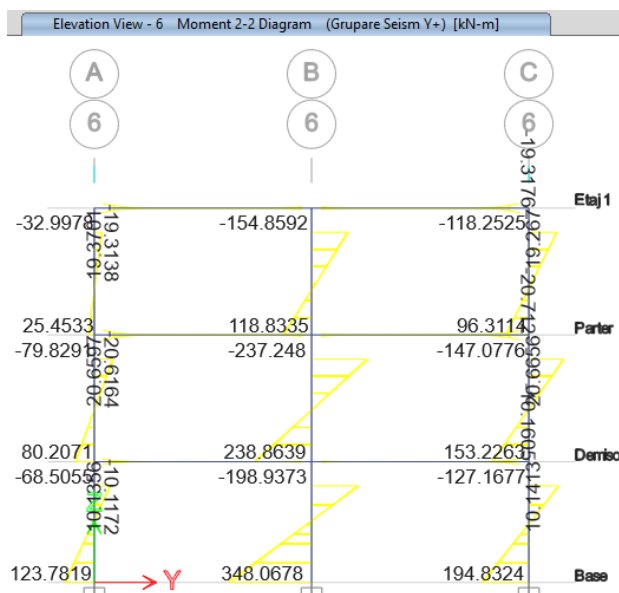 Elevation View - 6 Moment 2-2 Diagram (Grupare Seism Y+) [kN-m]
A B C
6 6 6
Etaj 1
-32.9978 -154.8592 -118.2525
-19.3138
25.4533 118.8335 96.3114 Parter
-79.8291 -237.248 -147.0776
-20.6164
80.2071 238.8639 153.2263 Demiso
-68.5055 -198.9373 -127.1677
-10.1172
123.7819 348.0678 194.8324 Base
Y